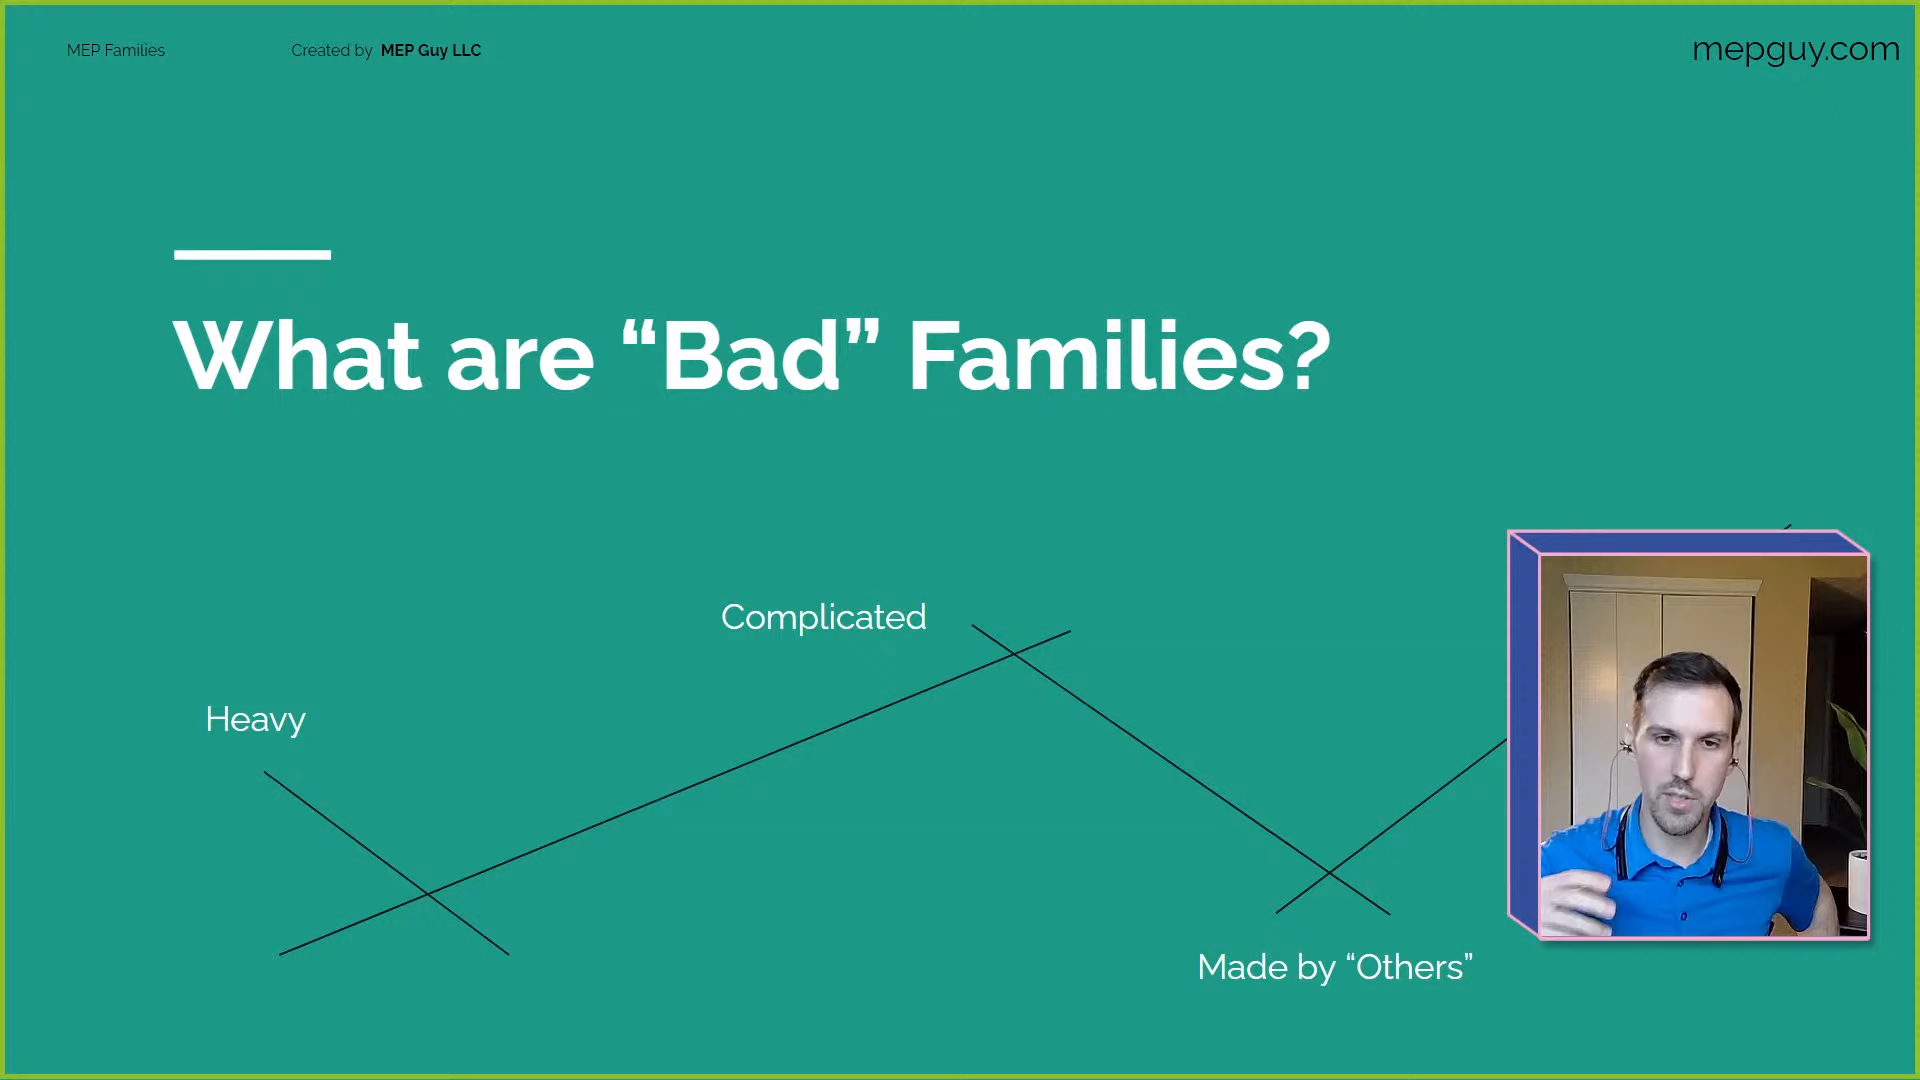 MEP Families
Created by MEP Guy LLC
mepguy.com
What are “Bad” Families?
Complicated
Heavy
Made by “Others”